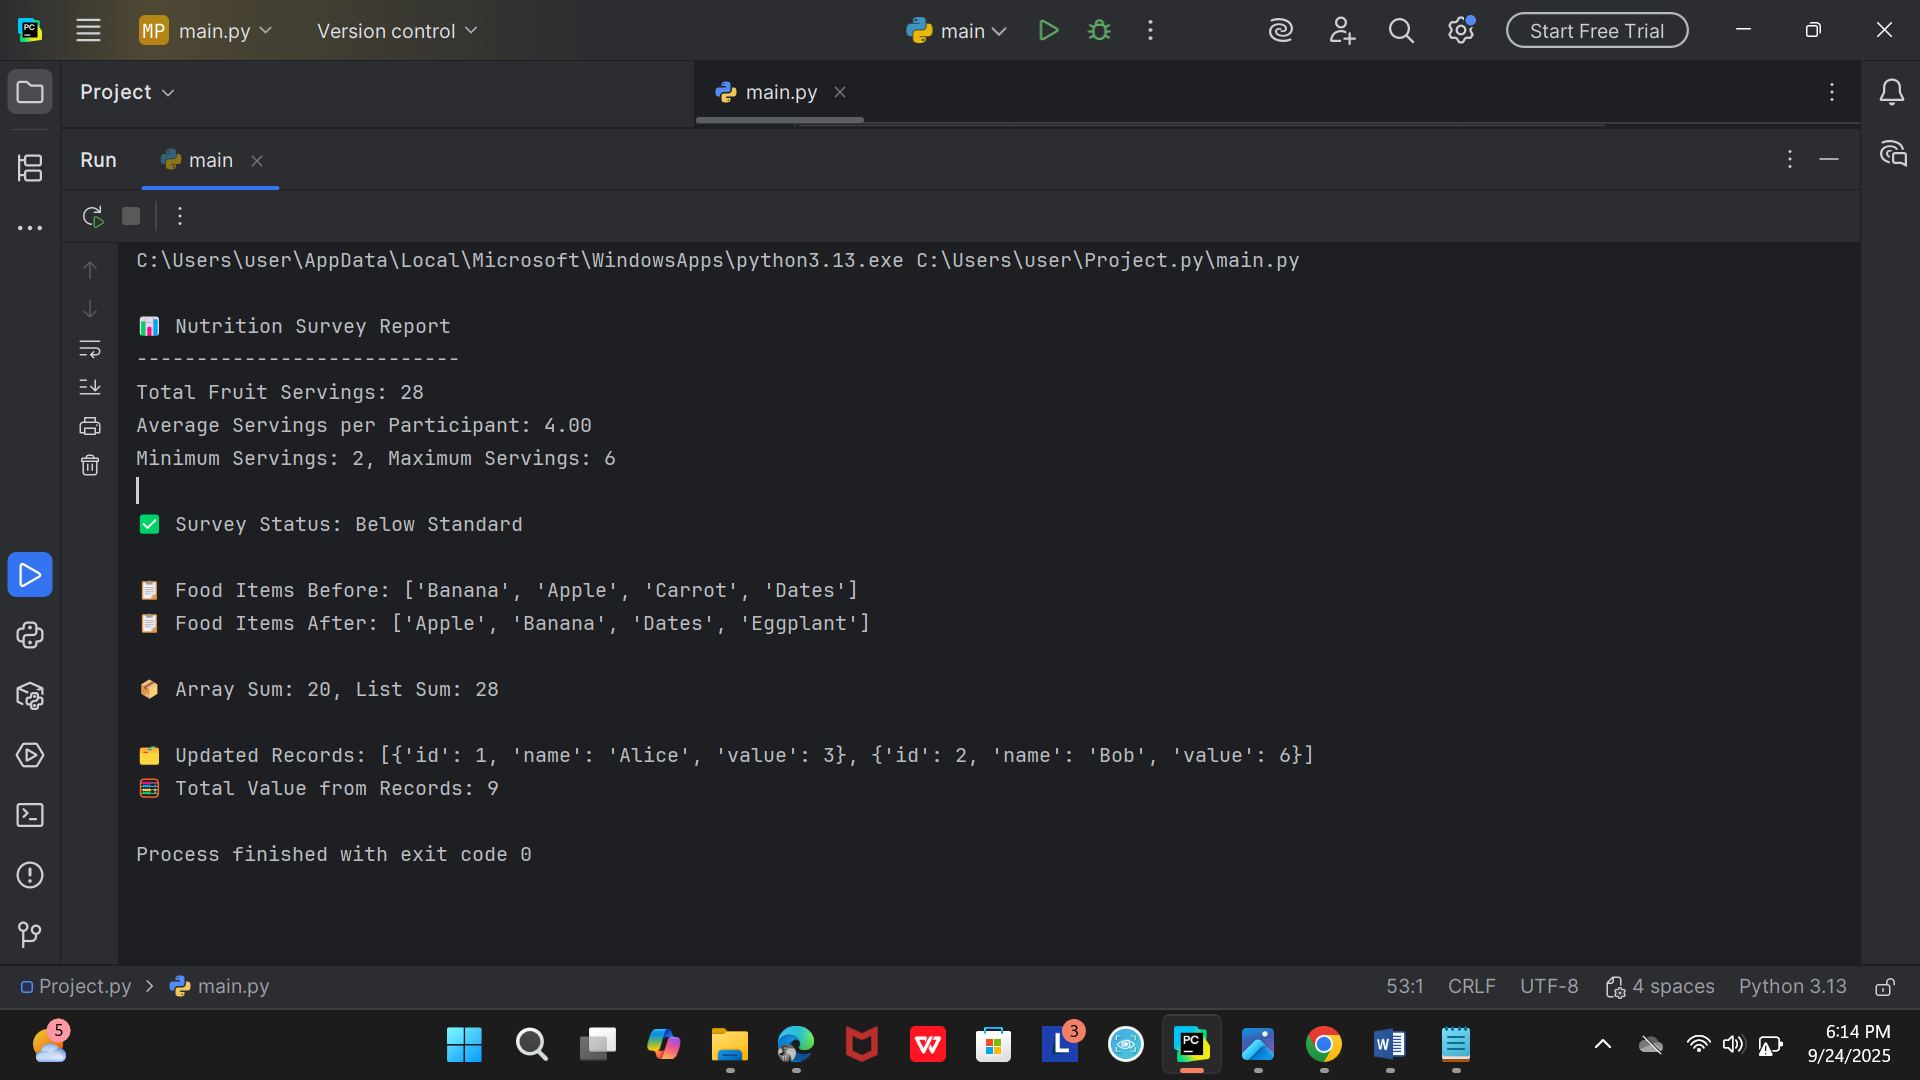 MP main.py Version control main Start Free Trial
Project main.py
Run main
C:\Users\user\AppData\Local\Microsoft\WindowsApps\python3.13.exe C:\Users\user\Project.py\main.py
📊 Nutrition Survey Report
---------------------------
Total Fruit Servings: 28
Average Servings per Participant: 4.00
Minimum Servings: 2, Maximum Servings: 6
✅ Survey Status: Below Standard
📋 Food Items Before: ['Banana', 'Apple', 'Carrot', 'Dates']
📋 Food Items After: ['Apple', 'Banana', 'Dates', 'Eggplant']
📦 Array Sum: 20, List Sum: 28
🗂️ Updated Records: [{'id': 1, 'name': 'Alice', 'value': 3}, {'id': 2, 'name': 'Bob', 'value': 6}]
🧮 Total Value from Records: 9
Process finished with exit code 0
Project.py > main.py 53:1 CRLF UTF-8 4 spaces Python 3.13
5 W L 3 PC W 6:14 PM
9/24/2025